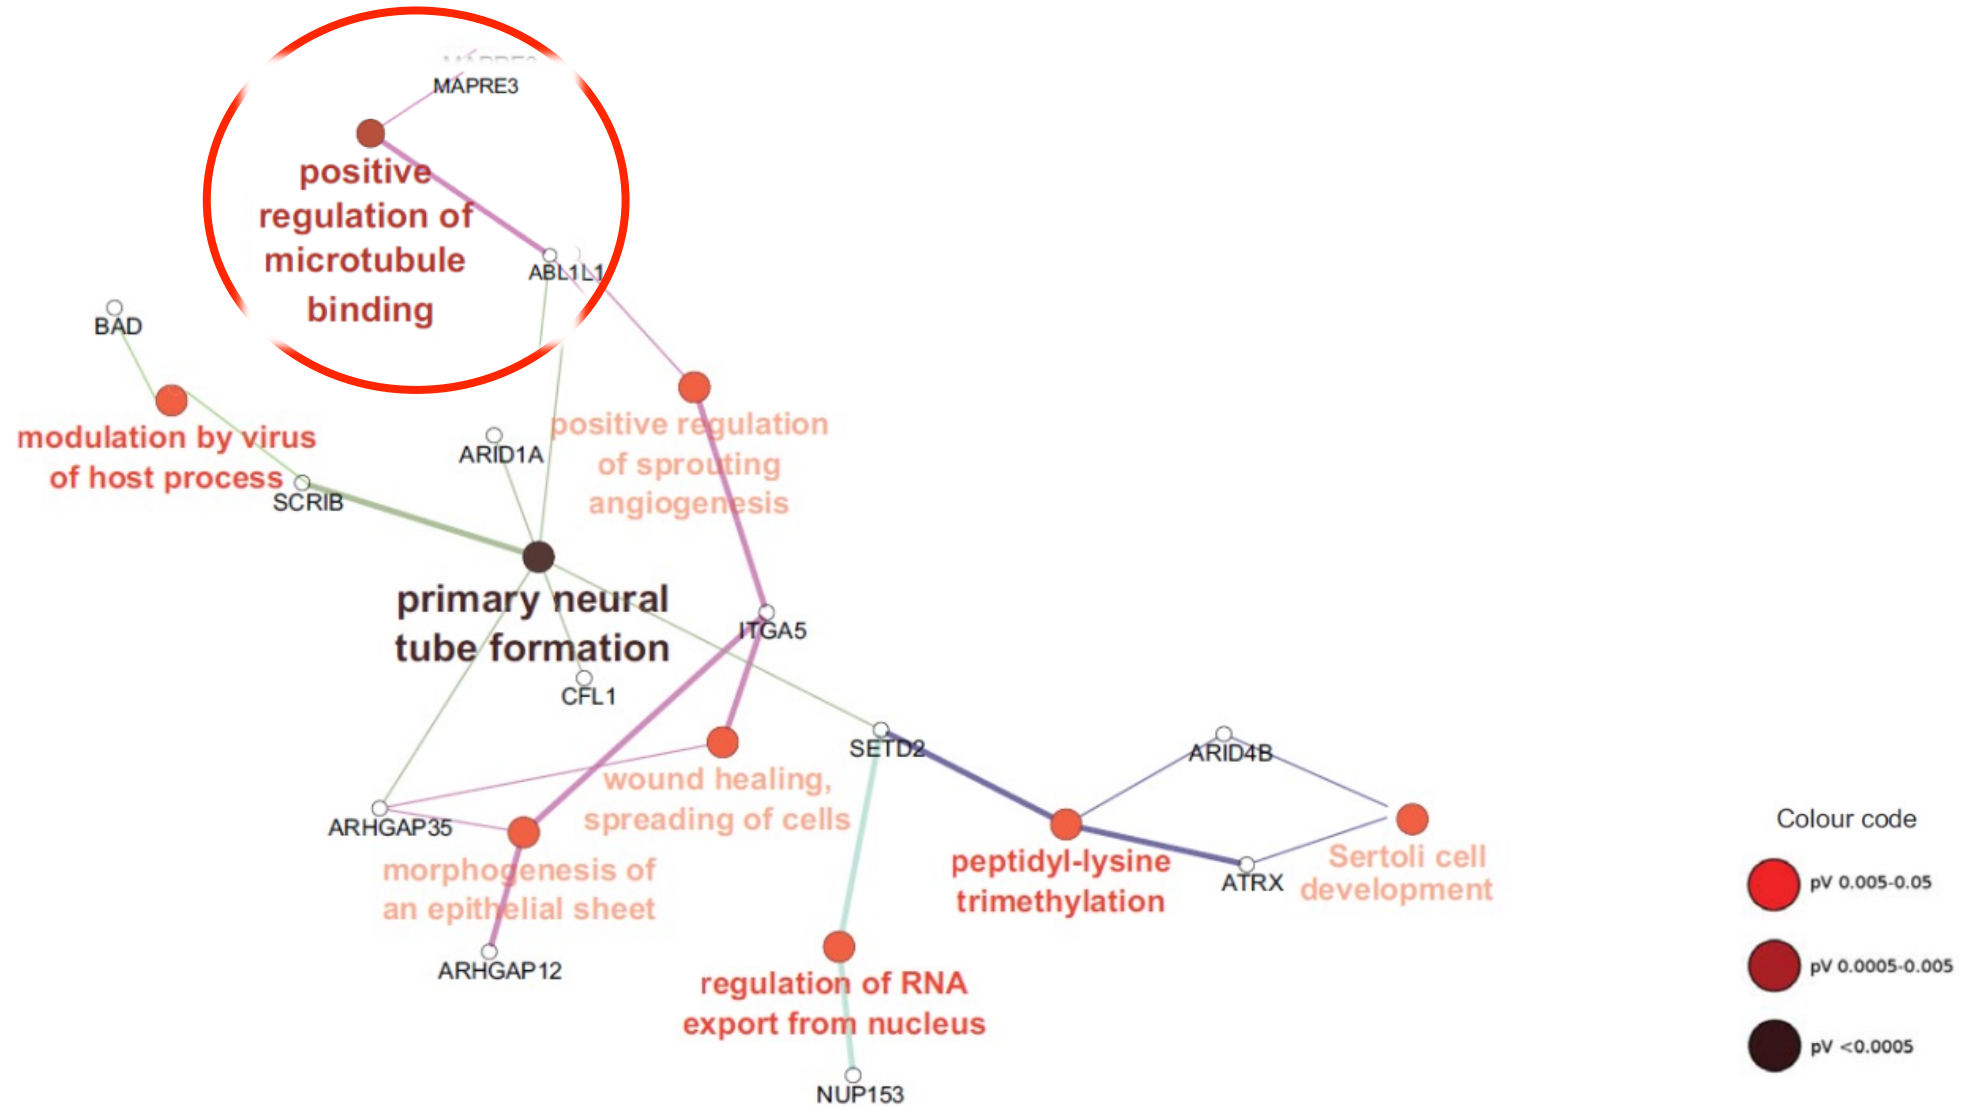 MAPRE3
positive
regulation of
microtubule
binding
ABL1L1
BAD
modulation by virus
of host process
SCRIB
ARID1A
positive regulation
of sprouting
angiogenesis
primary neural
tube formation
ITGA5
CFL1
SETD2
ARID4B
wound healing,
spreading of cells
ARHGAP35
morphogenesis of
an epithelial sheet
peptidyl-lysine
trimethylation
ATRX
Sertoli cell
development
ARHGAP12
regulation of RNA
export from nucleus
NUP153
Colour code
pV 0.005-0.05
pV 0.0005-0.005
pV <0.0005